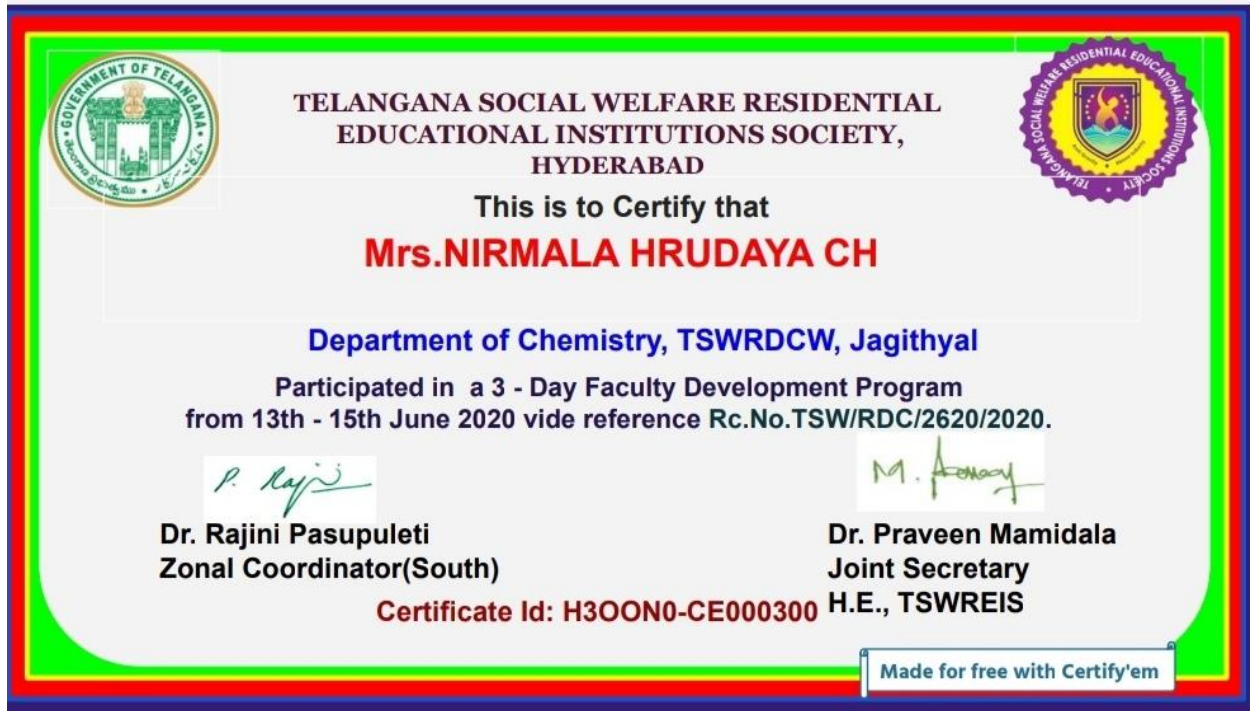 GOVERNMENT OF TELANGANA
తెలంగాణ ప్రభుత్వము
TELANGANA SOCIAL WELFARE RESIDENTIAL EDUCATIONAL INSTITUTIONS SOCIETY
TELANGANA SOCIAL WELFARE RESIDENTIAL
EDUCATIONAL INSTITUTIONS SOCIETY,
HYDERABAD
This is to Certify that
Mrs.NIRMALA HRUDAYA CH
Department of Chemistry, TSWRDCW, Jagithyal
Participated in a 3 - Day Faculty Development Program
from 13th - 15th June 2020 vide reference Rc.No.TSW/RDC/2620/2020.
P. Rajni
M.
Dr. Rajini Pasupuleti
Zonal Coordinator(South)
Dr. Praveen Mamidala
Joint Secretary
H.E., TSWREIS
Certificate Id: H3OON0-CE000300
Made for free with Certify'em